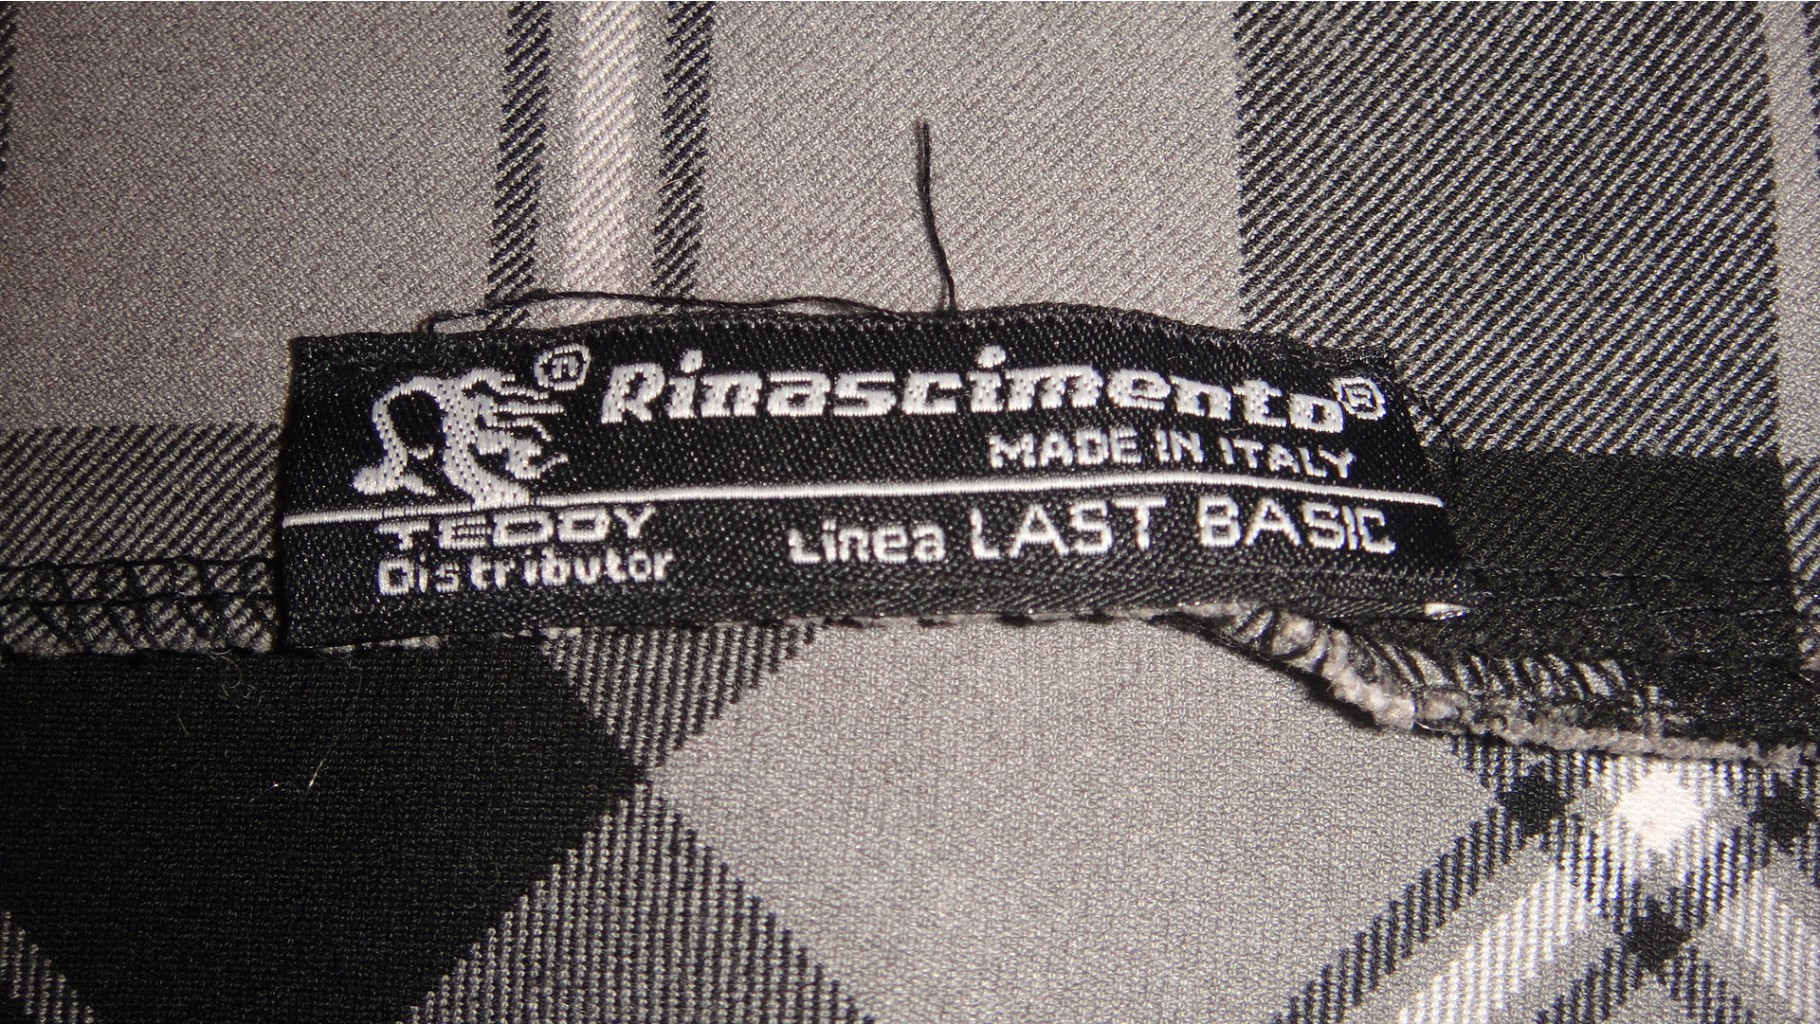 Rinascimento®
MADE IN ITALY
TEDDY
Distributor
Linea LAST BASIC